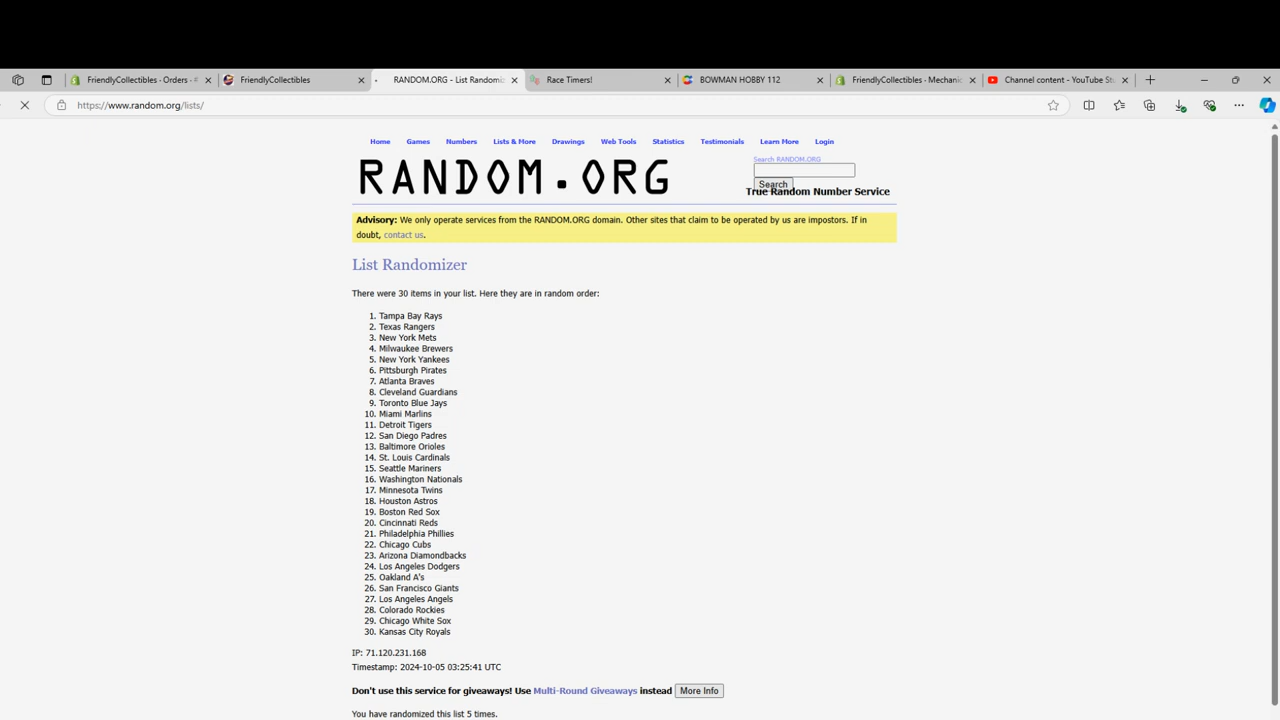 FriendlyCollectibles - Orders -
FriendlyCollectibles
RANDOM.ORG - List Randomi
Race Timers!
BOWMAN HOBBY 112
FriendlyCollectibles - Mechani
Channel content - YouTube St
https://www.random.org/lists/
Home Games Numbers Lists & More Drawings Web Tools Statistics Testimonials Learn More Login
Search RANDOM.ORG
RANDOM.ORG
Search
True Random Number Service
Advisory: We only operate services from the RANDOM.ORG domain. Other sites that claim to be operated by us are impostors. If in
doubt, contact us.
List Randomizer
There were 30 items in your list. Here they are in random order:
1. Tampa Bay Rays
2. Texas Rangers
3. New York Mets
4. Milwaukee Brewers
5. New York Yankees
6. Pittsburgh Pirates
7. Atlanta Braves
8. Cleveland Guardians
9. Toronto Blue Jays
10. Miami Marlins
11. Detroit Tigers
12. San Diego Padres
13. Baltimore Orioles
14. St. Louis Cardinals
15. Seattle Mariners
16. Washington Nationals
17. Minnesota Twins
18. Houston Astros
19. Boston Red Sox
20. Cincinnati Reds
21. Philadelphia Phillies
22. Chicago Cubs
23. Arizona Diamondbacks
24. Los Angeles Dodgers
25. Oakland A's
26. San Francisco Giants
27. Los Angeles Angels
28. Colorado Rockies
29. Chicago White Sox
30. Kansas City Royals
IP: 71.120.231.168
Timestamp: 2024-10-05 03:25:41 UTC
Don't use this service for giveaways! Use Multi-Round Giveaways instead More Info
You have randomized this list 5 times.